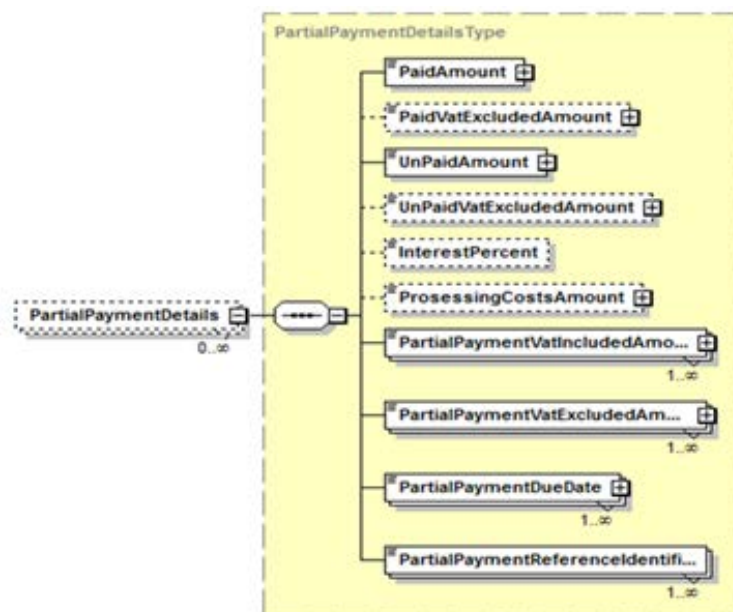 PartialPaymentDetailsType
PaidAmount
PaidVatExcludedAmount
UnPaidAmount
UnPaidVatExcludedAmount
InterestPercent
ProsessingCostsAmount
PartialPaymentDetails
0..∞
PartialPaymentVatIncludedAmo...
1..∞
PartialPaymentVatExcludedAm...
1..∞
PartialPaymentDueDate
1..∞
PartialPaymentReferenceIdentifi...
1..∞